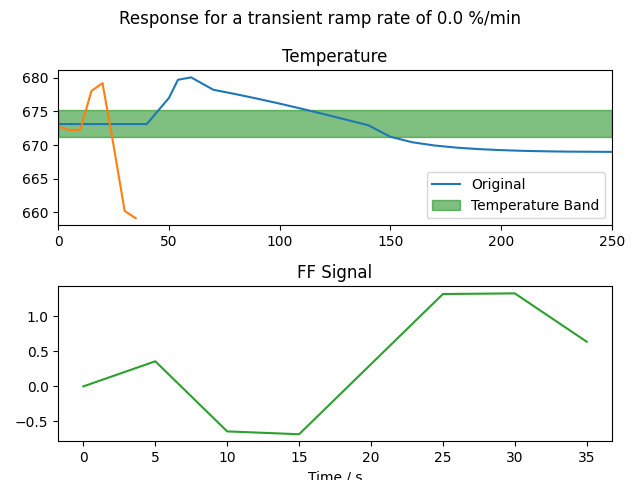 Response for a transient ramp rate of 0.0 %/min
Temperature
680
675
670
665
660
Original
Temperature Band
0 50 100 150 200 250
FF Signal
1.0
0.5
0.0
−0.5
0 5 10 15 20 25 30 35
Time / s